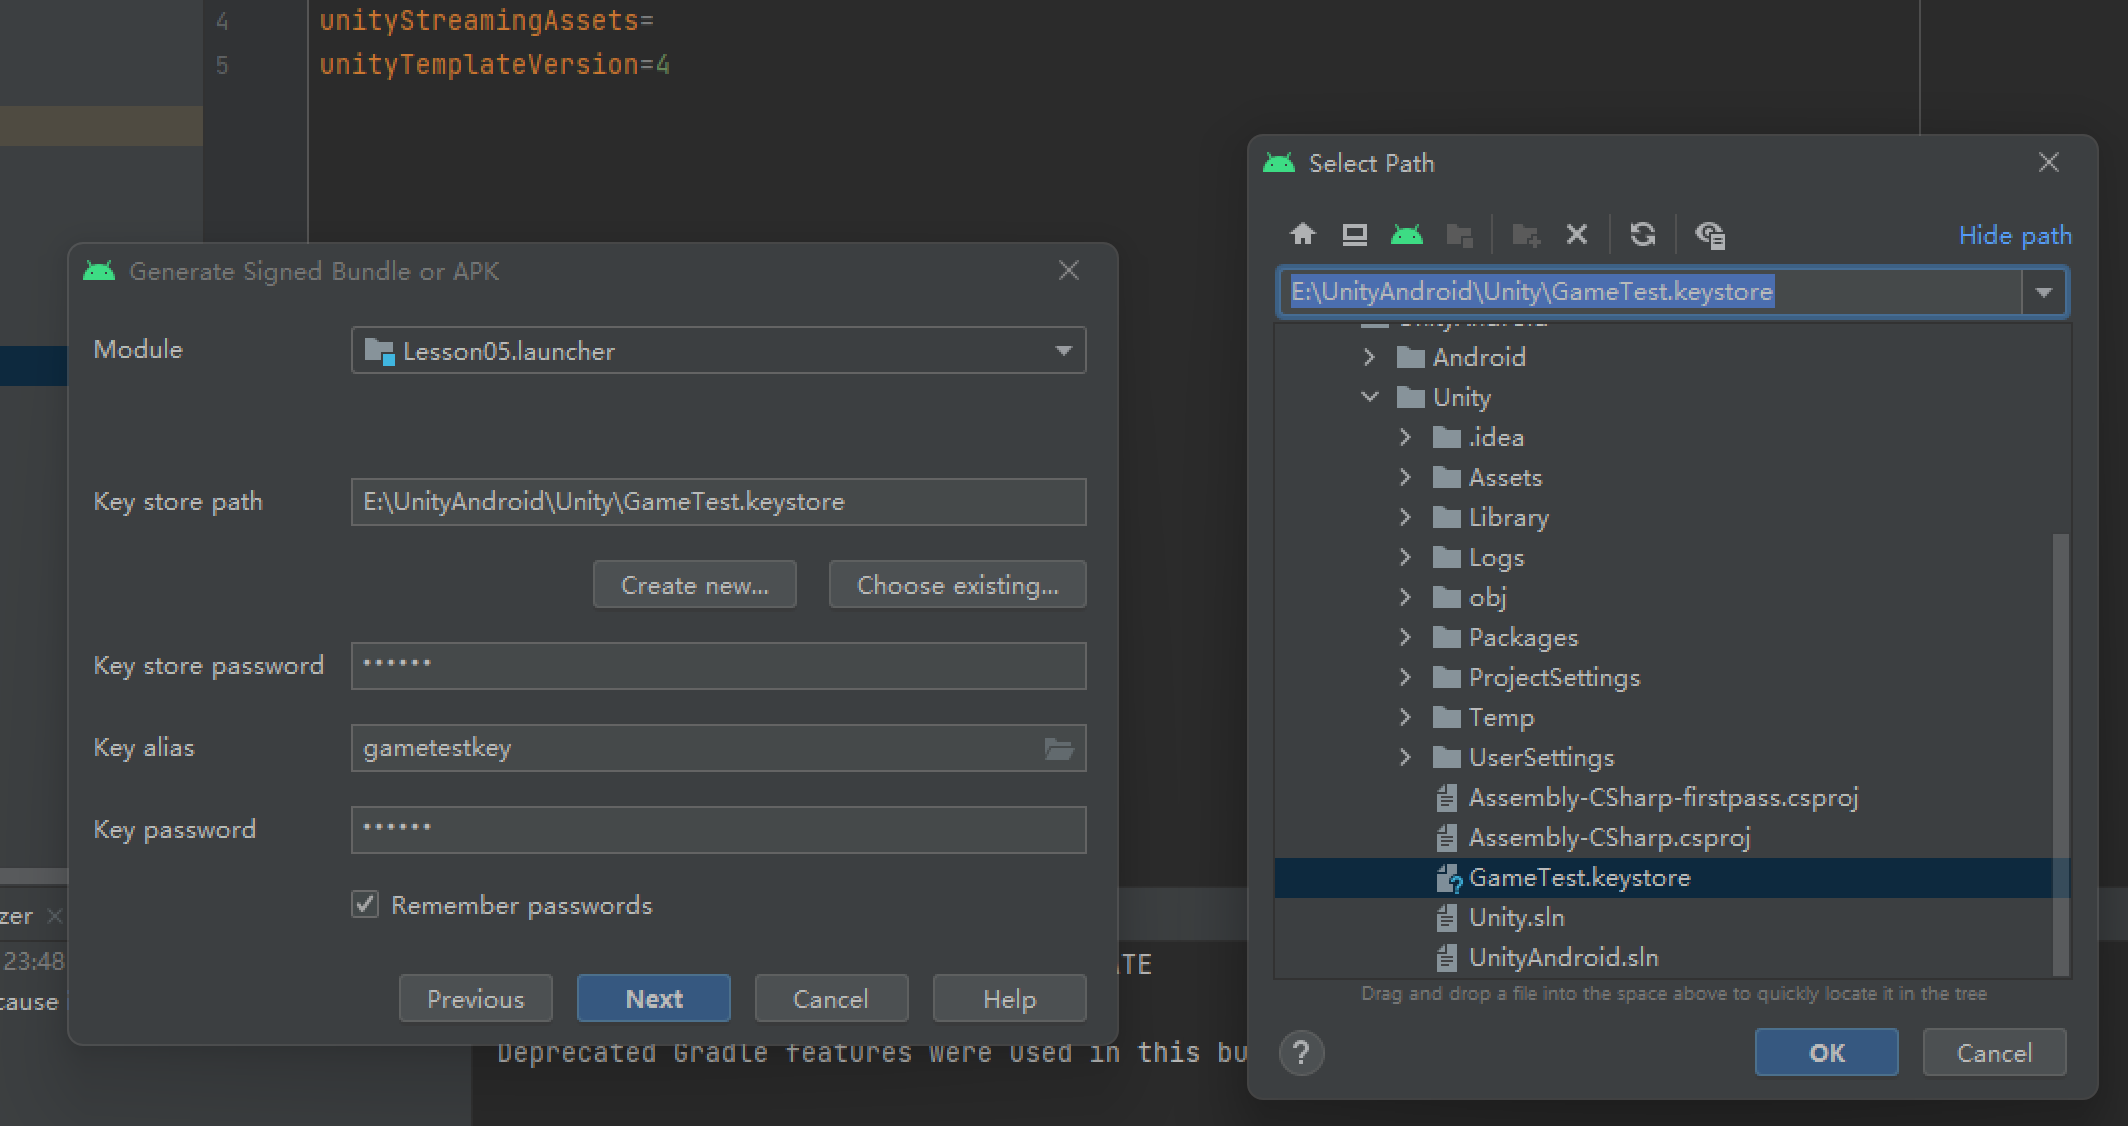 4 unityStreamingAssets=
5 unityTemplateVersion=4
Generate Signed Bundle or APK
Module
Lesson05.launcher
Key store path
E:\UnityAndroid\Unity\GameTest.keystore
Create new...
Choose existing...
Key store password
••••••
Key alias
gametestkey
Key password
••••••
Remember passwords
Previous
Next
Cancel
Help
zer
23:48
cause
ATE
Deprecated Gradle features were used in this bu
Select Path
Hide path
E:\UnityAndroid\Unity\GameTest.keystore
Android
Unity
.idea
Assets
Library
Logs
obj
Packages
ProjectSettings
Temp
UserSettings
Assembly-CSharp-firstpass.csproj
Assembly-CSharp.csproj
GameTest.keystore
Unity.sln
UnityAndroid.sln
Drag and drop a file into the space above to quickly locate it in the tree
?
OK
Cancel